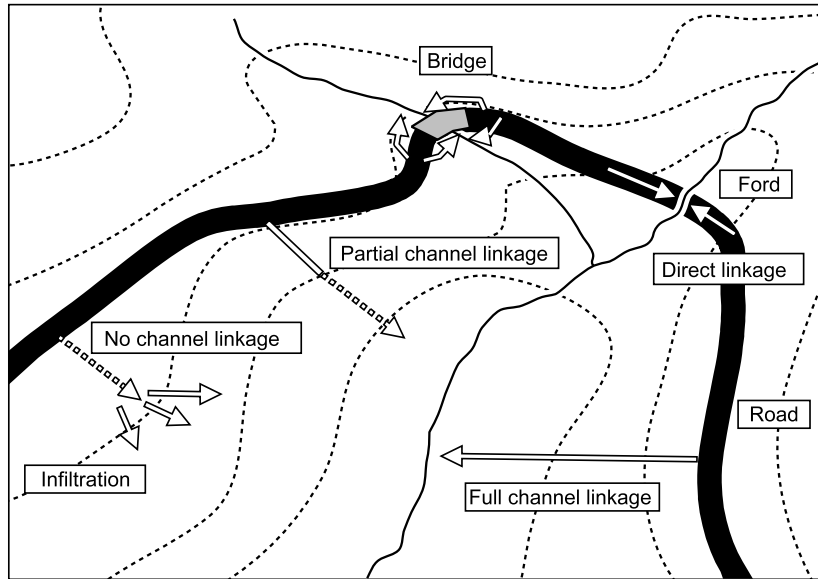 Bridge
Ford
Partial channel linkage
Direct linkage
No channel linkage
Road
Infiltration
Full channel linkage